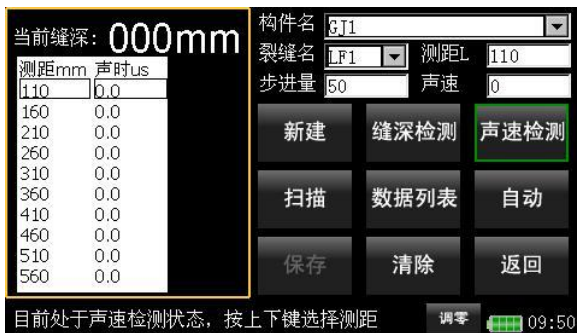 当前缝深: 000mm
测距mm 声时us
110 0.0
160 0.0
210 0.0
260 0.0
310 0.0
360 0.0
410 0.0
460 0.0
510 0.0
560 0.0
构件名 GJ1
裂缝名 LF1 测距L 110
步进量 50 声速 0
新建 缝深检测 声速检测
扫描 数据列表 自动
保存 清除 返回
目前处于声速检测状态，按上下键选择测距 调零 09:50